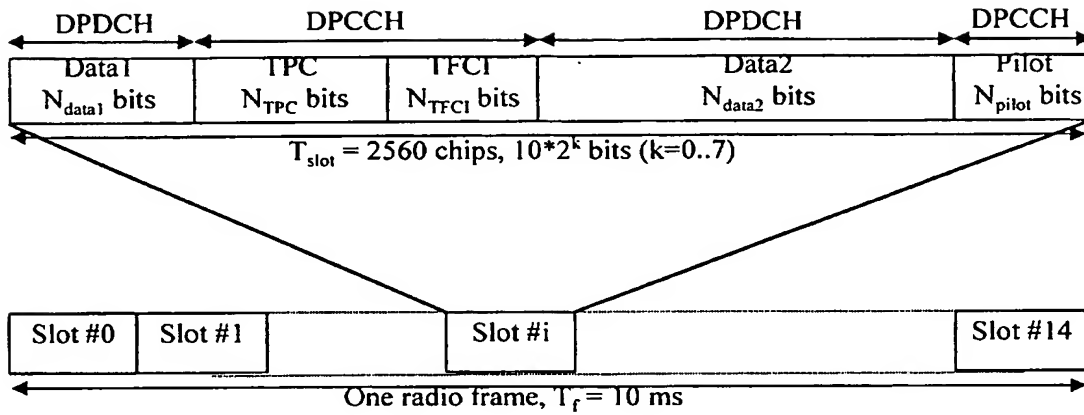 DPDCH DPCCH DPDCH DPCCH
Data1 TPC TFCI Data2 Pilot
N_data1 bits N_TPC bits N_TFCI bits N_data2 bits N_pilot bits
T_slot = 2560 chips, 10*2^k bits (k=0..7)
Slot #0 Slot #1 Slot #i Slot #14
One radio frame, T_f = 10 ms